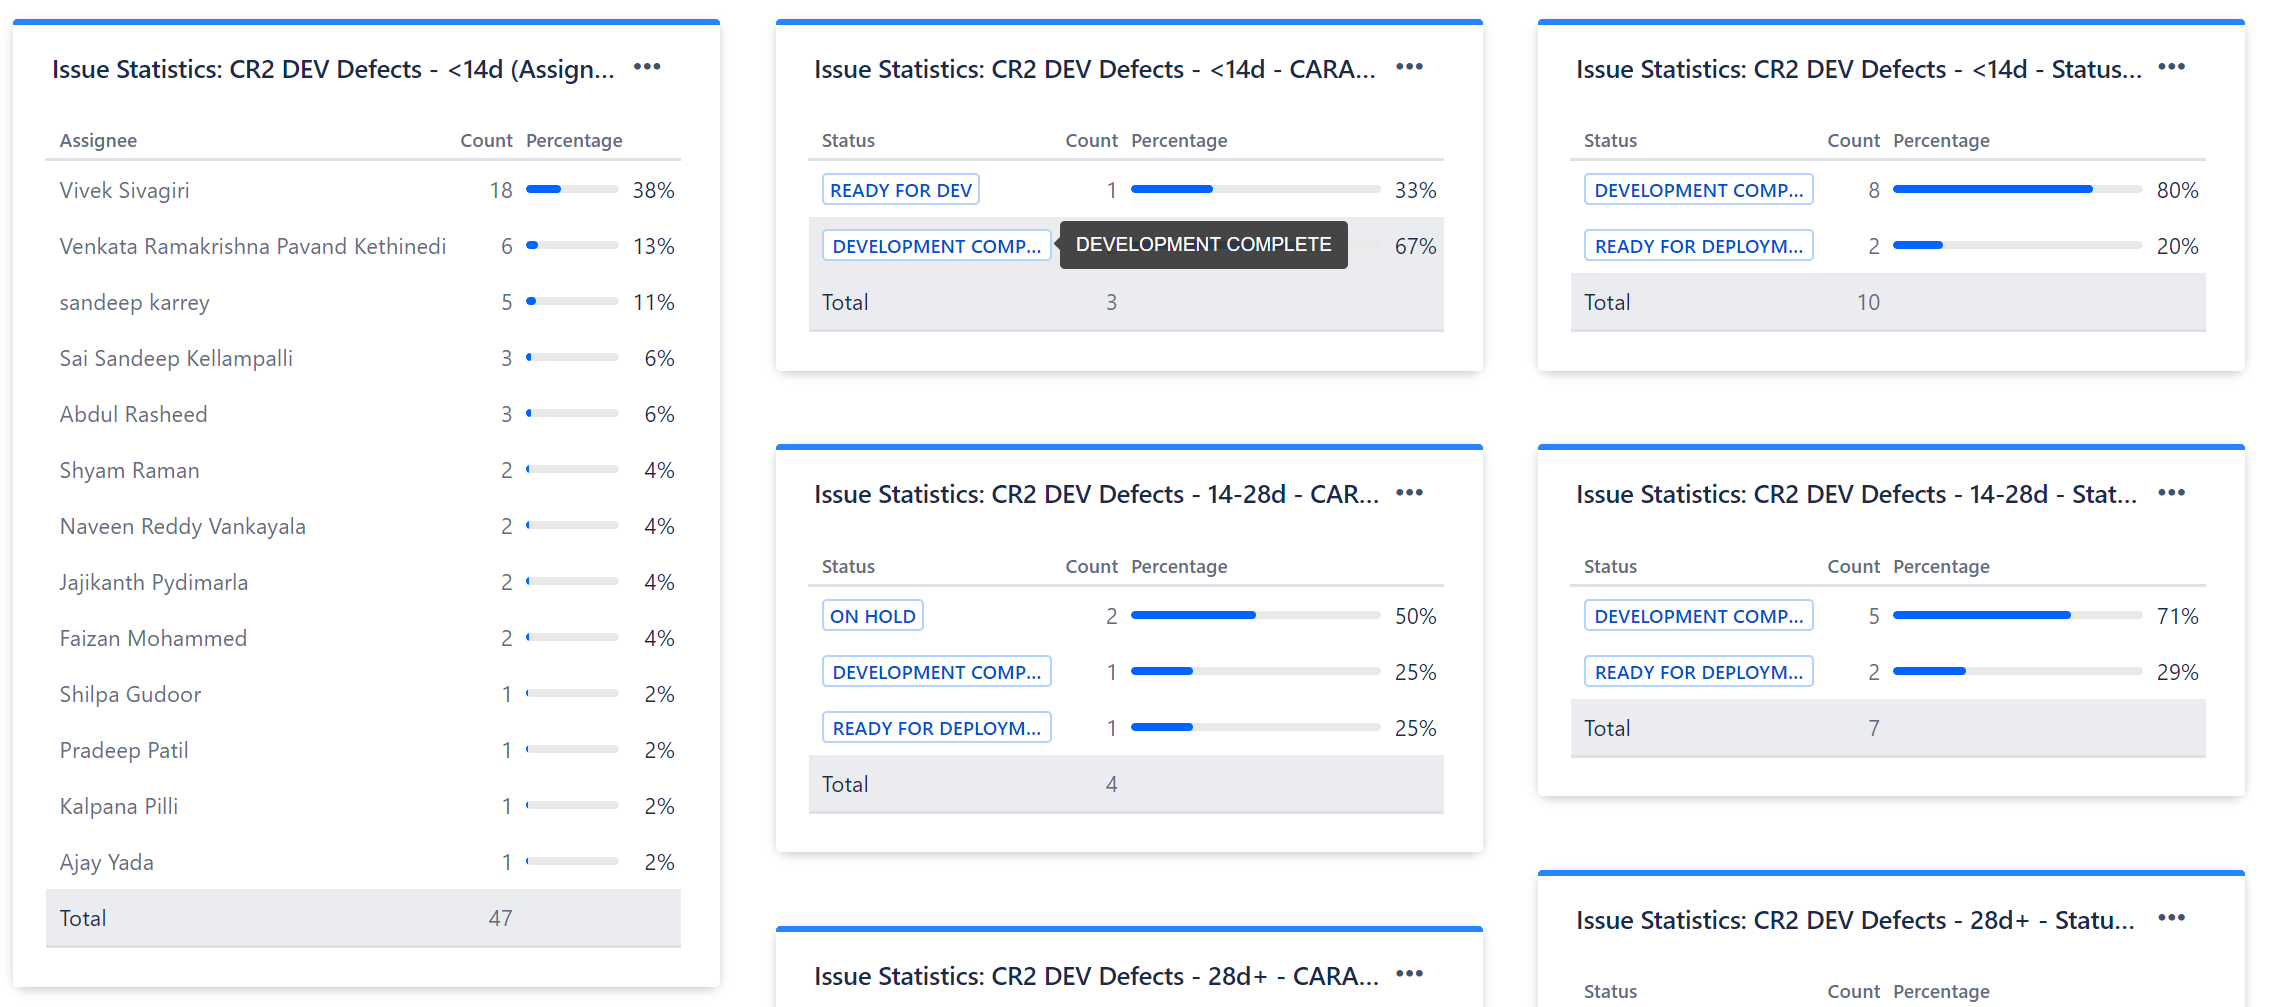 Issue Statistics: CR2 DEV Defects - <14d (Assign...
Assignee Count Percentage
Vivek Sivagiri 18 38%
Venkata Ramakrishna Pavand Kethinedi 6 13%
sandeep karrey 5 11%
Sai Sandeep Kellampalli 3 6%
Abdul Rasheed 3 6%
Shyam Raman 2 4%
Naveen Reddy Vankayala 2 4%
Jajikanth Pydimarla 2 4%
Faizan Mohammed 2 4%
Shilpa Gudoor 1 2%
Pradeep Patil 1 2%
Kalpana Pilli 1 2%
Ajay Yada 1 2%
Total 47
Issue Statistics: CR2 DEV Defects - <14d - CARA...
Status Count Percentage
READY FOR DEV 1 33%
DEVELOPMENT COMP... DEVELOPMENT COMPLETE 67%
Total 3
Issue Statistics: CR2 DEV Defects - 14-28d - CAR...
Status Count Percentage
ON HOLD 2 50%
DEVELOPMENT COMP... 1 25%
READY FOR DEPLOYM... 1 25%
Total 4
Issue Statistics: CR2 DEV Defects - 28d+ - CARA...
Issue Statistics: CR2 DEV Defects - <14d - Status...
Status Count Percentage
DEVELOPMENT COMP... 8 80%
READY FOR DEPLOYM... 2 20%
Total 10
Issue Statistics: CR2 DEV Defects - 14-28d - Stat...
Status Count Percentage
DEVELOPMENT COMP... 5 71%
READY FOR DEPLOYM... 2 29%
Total 7
Issue Statistics: CR2 DEV Defects - 28d+ - Statu...
Status Count Percentage